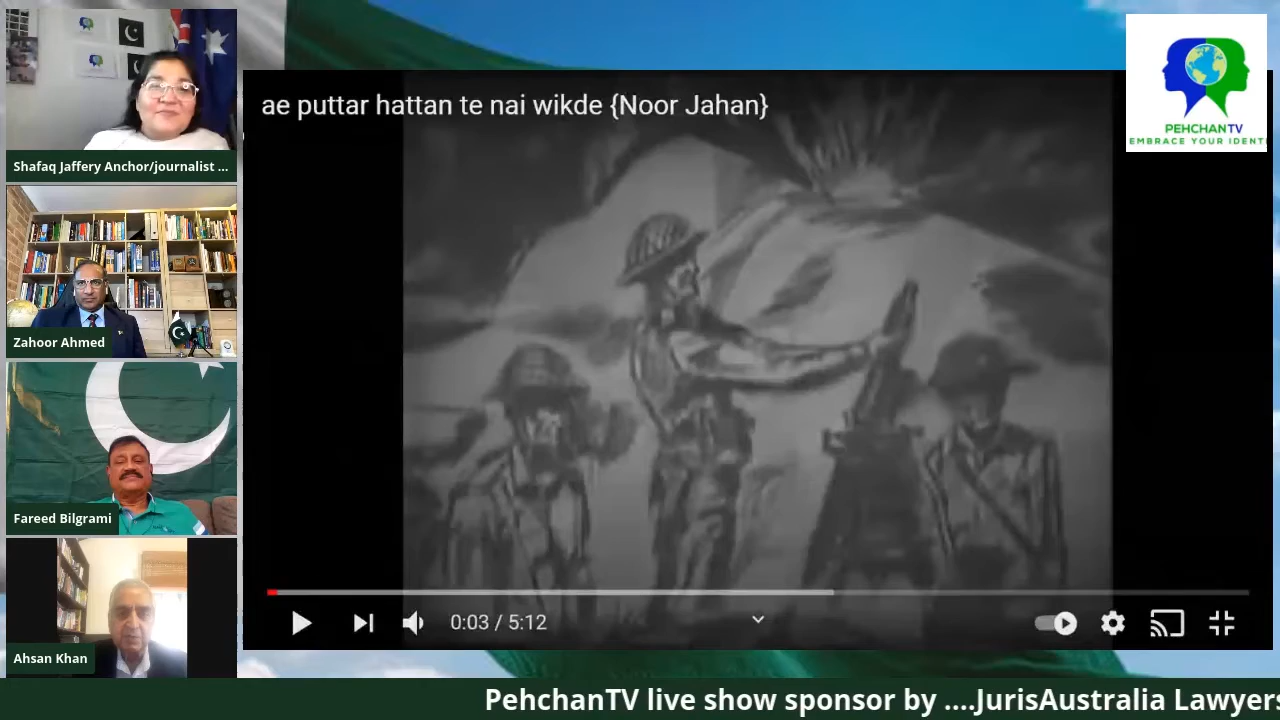 Shafaq Jaffery Anchor/journalist ...
Zahoor Ahmed
Fareed Bilgrami
Ahsan Khan
ae puttar hattan te nai wikde {Noor Jahan}
PEHCHANTV
EMBRACE YOUR IDENTI
0:03 / 5:12
PehchanTV live show sponsor by ....JurisAustralia Lawyers